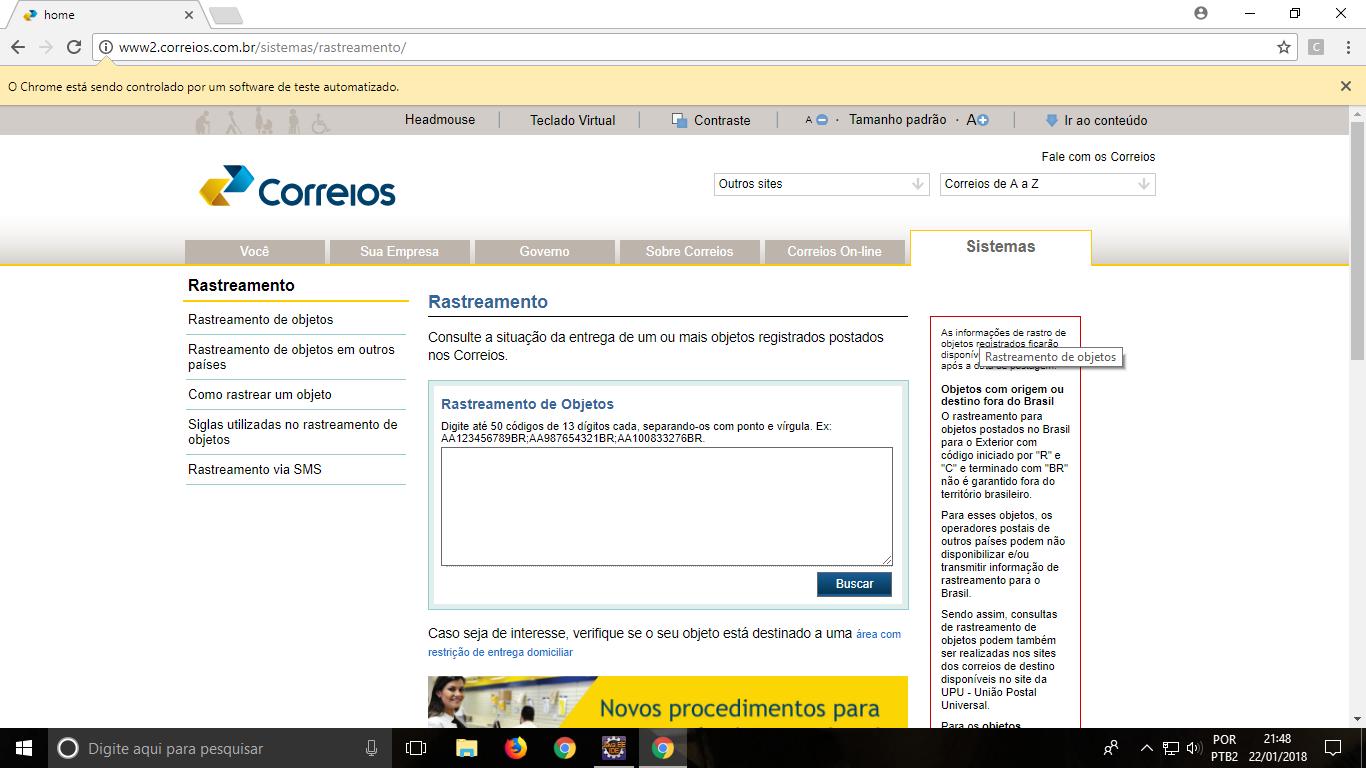 home
www2.correios.com.br/sistemas/rastreamento/
C
O Chrome está sendo controlado por um software de teste automatizado.
Headmouse
Teclado Virtual
Contraste
A
Tamanho padrão
A
Ir ao conteúdo
Fale com os Correios
Correios
Outros sites
Correios de A a Z
Você
Sua Empresa
Governo
Sobre Correios
Correios On-line
Sistemas
Rastreamento
Rastreamento de objetos
Rastreamento de objetos em outros
países
Como rastrear um objeto
Siglas utilizadas no rastreamento de
objetos
Rastreamento via SMS
Rastreamento
Consulte a situação da entrega de um ou mais objetos registrados postados
nos Correios.
Rastreamento de Objetos
Digite até 50 códigos de 13 dígitos cada, separando-os com ponto e vírgula. Ex:
AA123456789BR;AA987654321BR;AA100833276BR.
Buscar
Caso seja de interesse, verifique se o seu objeto está destinado a uma área com
restrição de entrega domiciliar
Novos procedimentos para
As informações de rastro de
objetos registrados ficarão
Rastreamento de objetos
após a data de postagem.
Objetos com origem ou
destino fora do Brasil
O rastreamento para
objetos postados no Brasil
para o Exterior com
código iniciado por "R" e
"C" e terminado com "BR"
não é garantido fora do
território brasileiro.
Para esses objetos, os
operadores postais de
outros países podem não
disponibilizar e/ou
transmitir informação de
rastreamento para o
Brasil.
Sendo assim, consultas
de rastreamento de
objetos podem também
ser realizadas nos sites
dos correios de destino
disponíveis no site da
UPU - União Postal
Universal.
Para os objetos
Digite aqui para pesquisar
POR
PTB2
21:48
22/01/2018